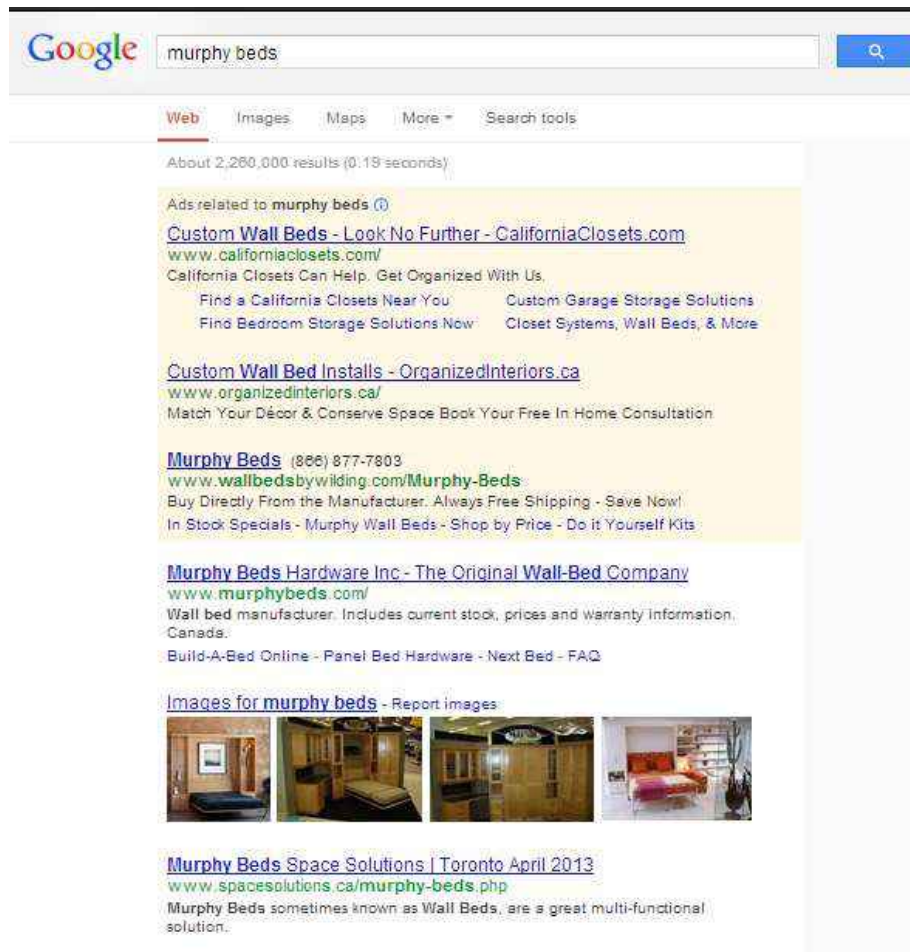 Google murphy beds
Web Images Maps More Search tools
About 2,260,000 results (0.19 seconds)
Ads related to murphy beds
Custom Wall Beds - Look No Further - CaliforniaClosets.com
www.californiaclosets.com/
California Closets Can Help. Get Organized With Us.
Find a California Closets Near You Custom Garage Storage Solutions
Find Bedroom Storage Solutions Now Closet Systems, Wall Beds, & More
Custom Wall Bed Installs - OrganizedInteriors.ca
www.organizedinteriors.ca/
Match Your Décor & Conserve Space Book Your Free In Home Consultation
Murphy Beds (866) 877-7803
www.wallbedsbywilding.com/Murphy-Beds
Buy Directly From the Manufacturer. Always Free Shipping - Save Now!
In Stock Specials - Murphy Wall Beds - Shop by Price - Do it Yourself Kits
Murphy Beds Hardware Inc - The Original Wall-Bed Company
www.murphybeds.com/
Wall bed manufacturer. Includes current stock, prices and warranty information.
Canada.
Build-A-Bed Online - Panel Bed Hardware - Next Bed - FAQ
Images for murphy beds - Report images
Murphy Beds Space Solutions | Toronto April 2013
www.spacesolutions.ca/murphy-beds.php
Murphy Beds sometimes known as Wall Beds, are a great multi-functional
solution.